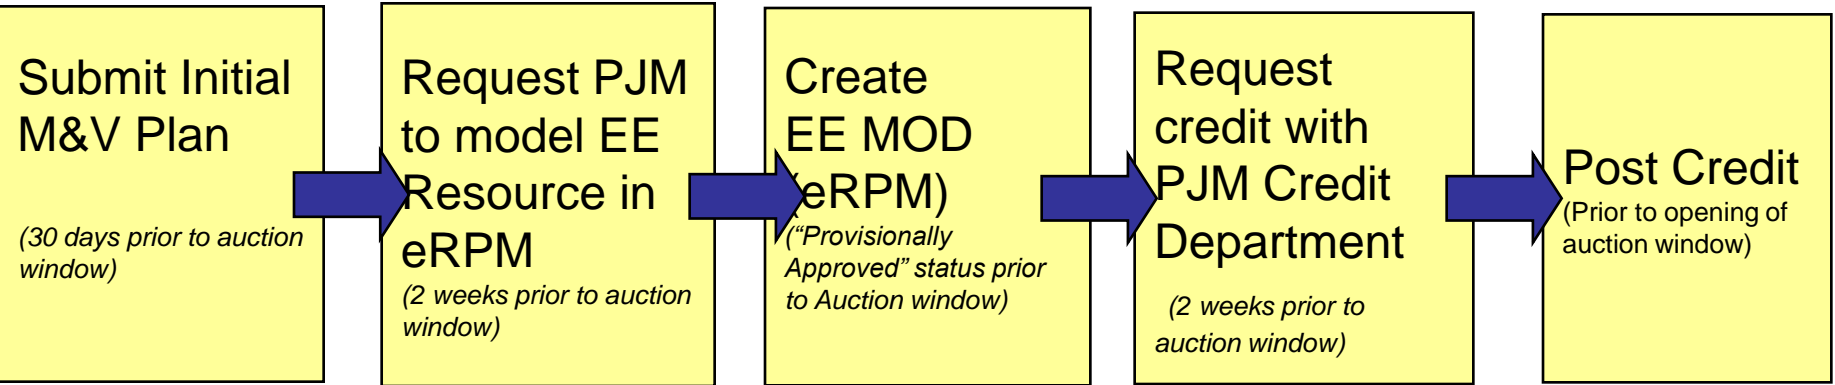 Submit Initial
M&V Plan
(30 days prior to auction
window)
Request PJM
to model EE
Resource in
eRPM
(2 weeks prior to auction
window)
Create
EE MOD
(eRPM)
(“Provisionally
Approved” status prior
to Auction window)
Request
credit with
PJM Credit
Department
(2 weeks prior to
auction window)
Post Credit
(Prior to opening of
auction window)